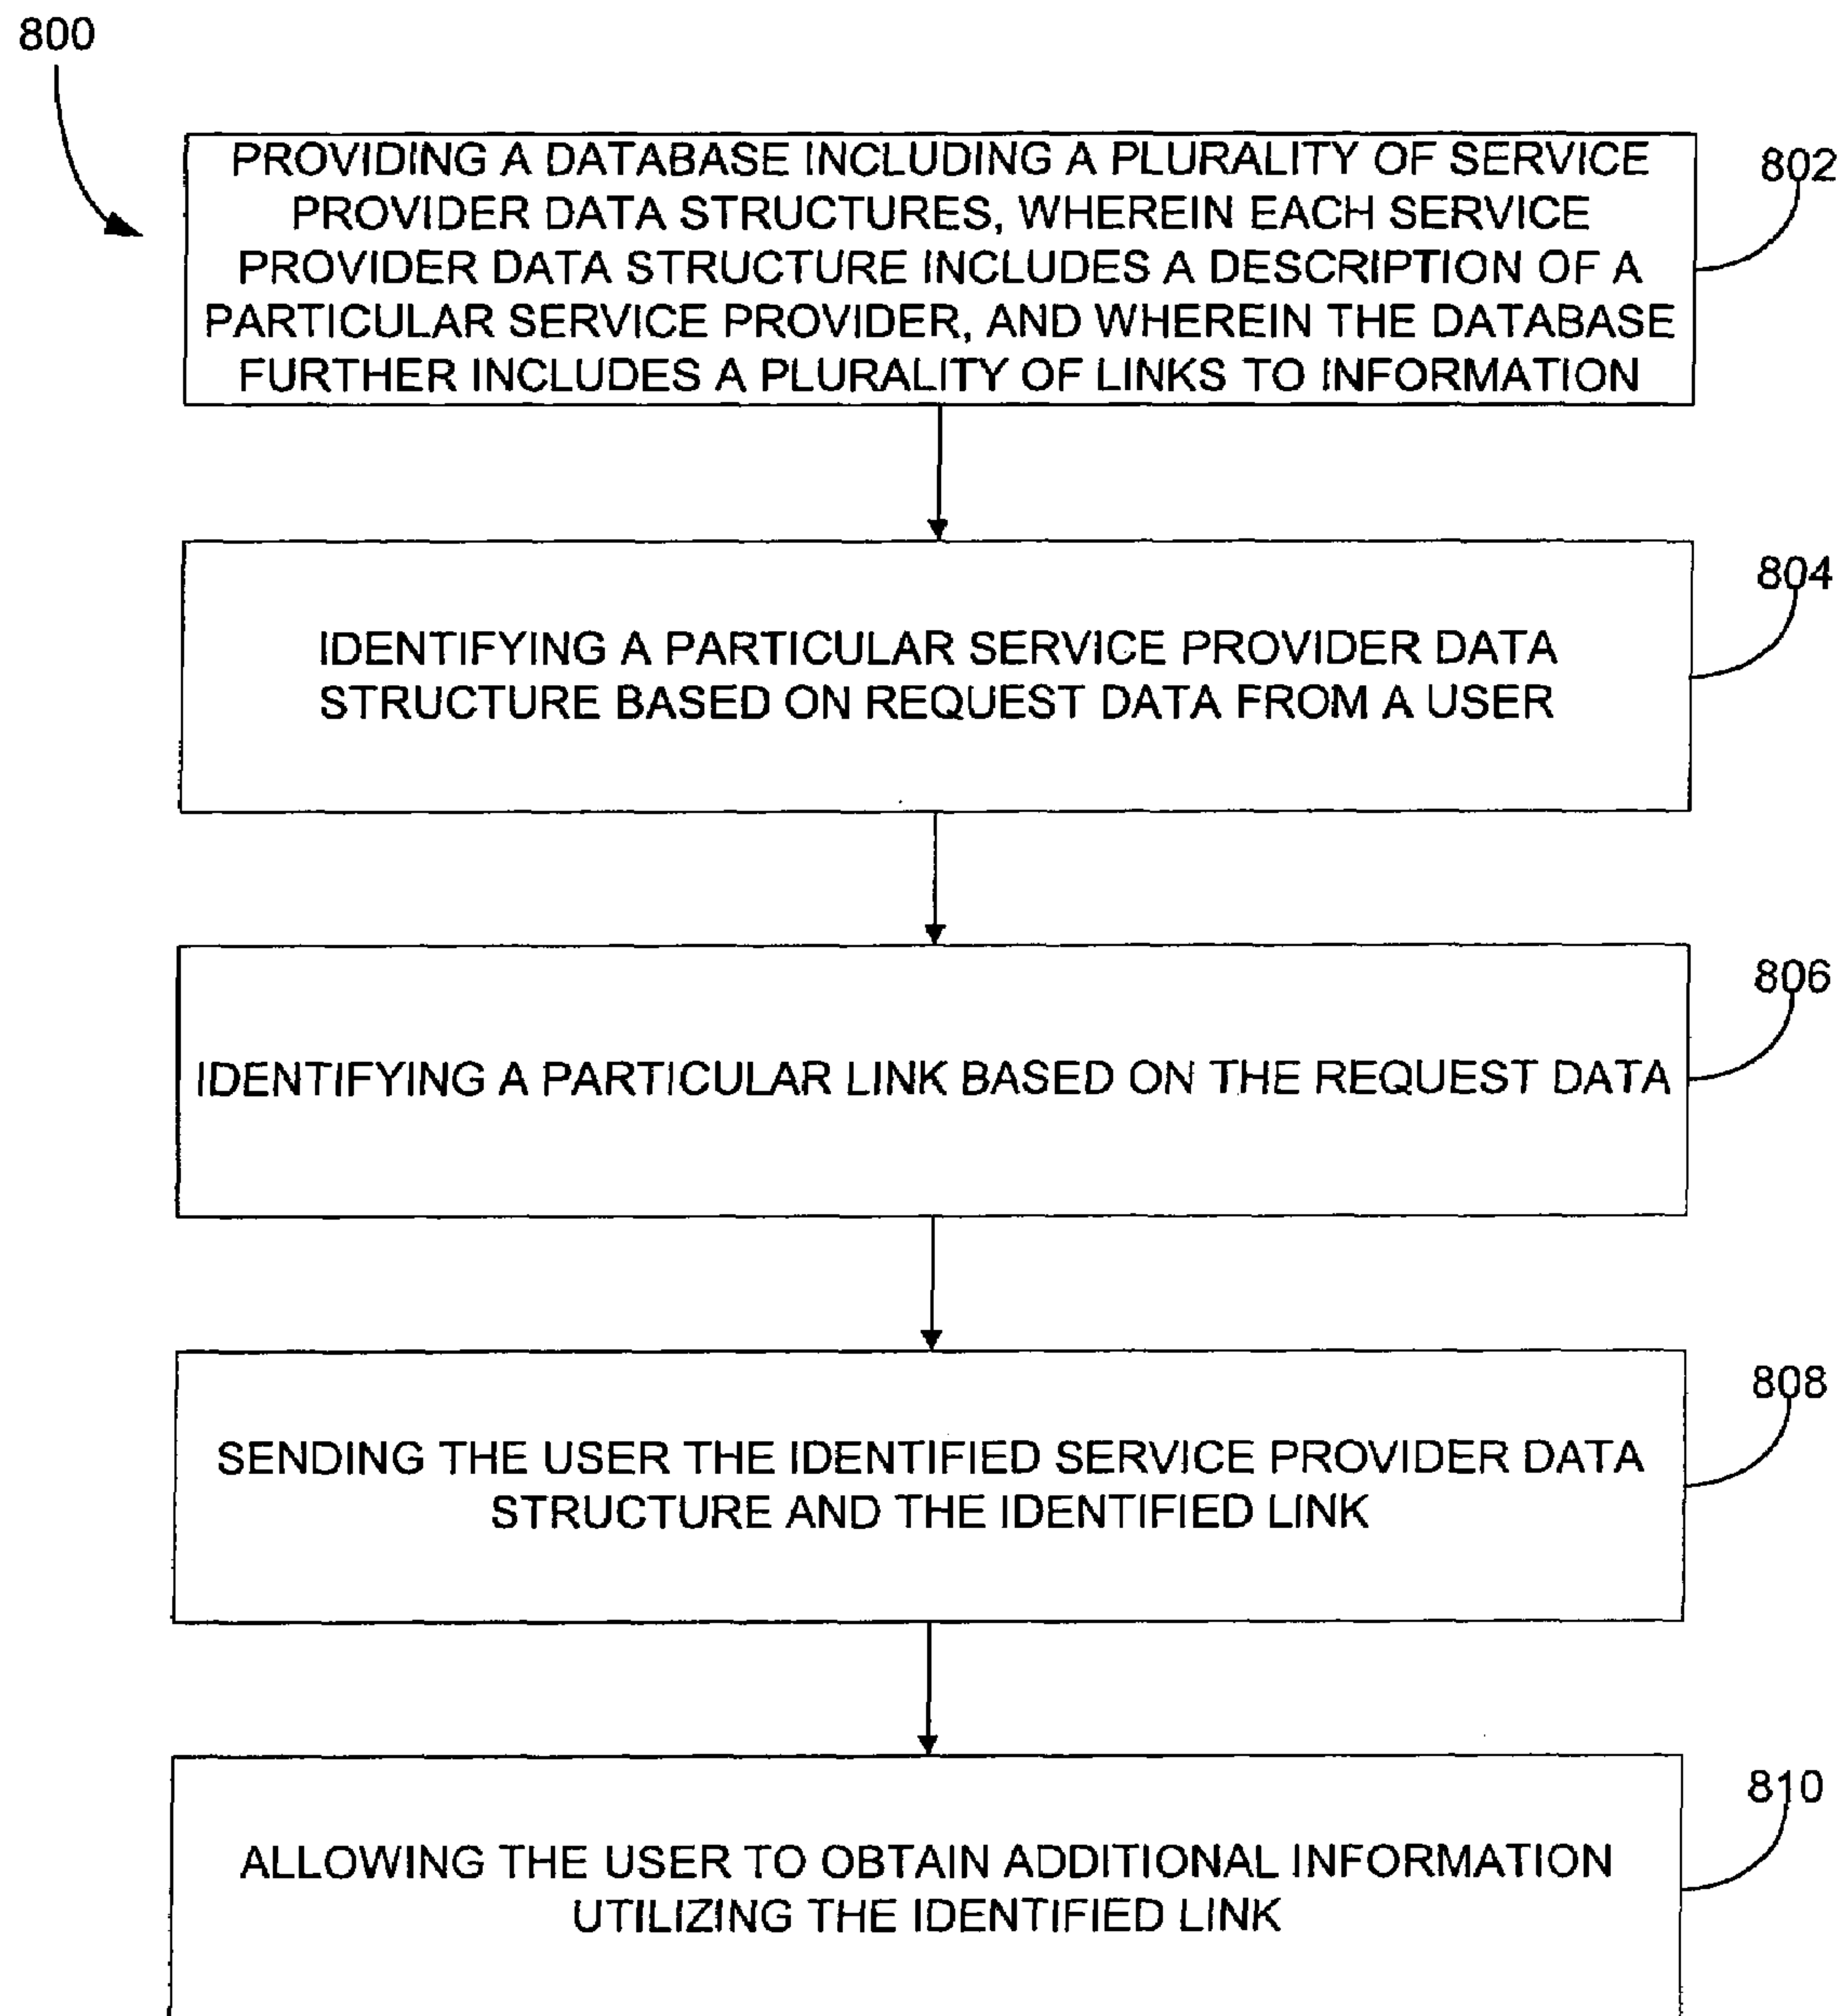 800
PROVIDING A DATABASE INCLUDING A PLURALITY OF SERVICE
PROVIDER DATA STRUCTURES, WHEREIN EACH SERVICE
PROVIDER DATA STRUCTURE INCLUDES A DESCRIPTION OF A
PARTICULAR SERVICE PROVIDER, AND WHEREIN THE DATABASE
FURTHER INCLUDES A PLURALITY OF LINKS TO INFORMATION
802
IDENTIFYING A PARTICULAR SERVICE PROVIDER DATA
STRUCTURE BASED ON REQUEST DATA FROM A USER
804
IDENTIFYING A PARTICULAR LINK BASED ON THE REQUEST DATA
806
SENDING THE USER THE IDENTIFIED SERVICE PROVIDER DATA
STRUCTURE AND THE IDENTIFIED LINK
808
ALLOWING THE USER TO OBTAIN ADDITIONAL INFORMATION
UTILIZING THE IDENTIFIED LINK
810